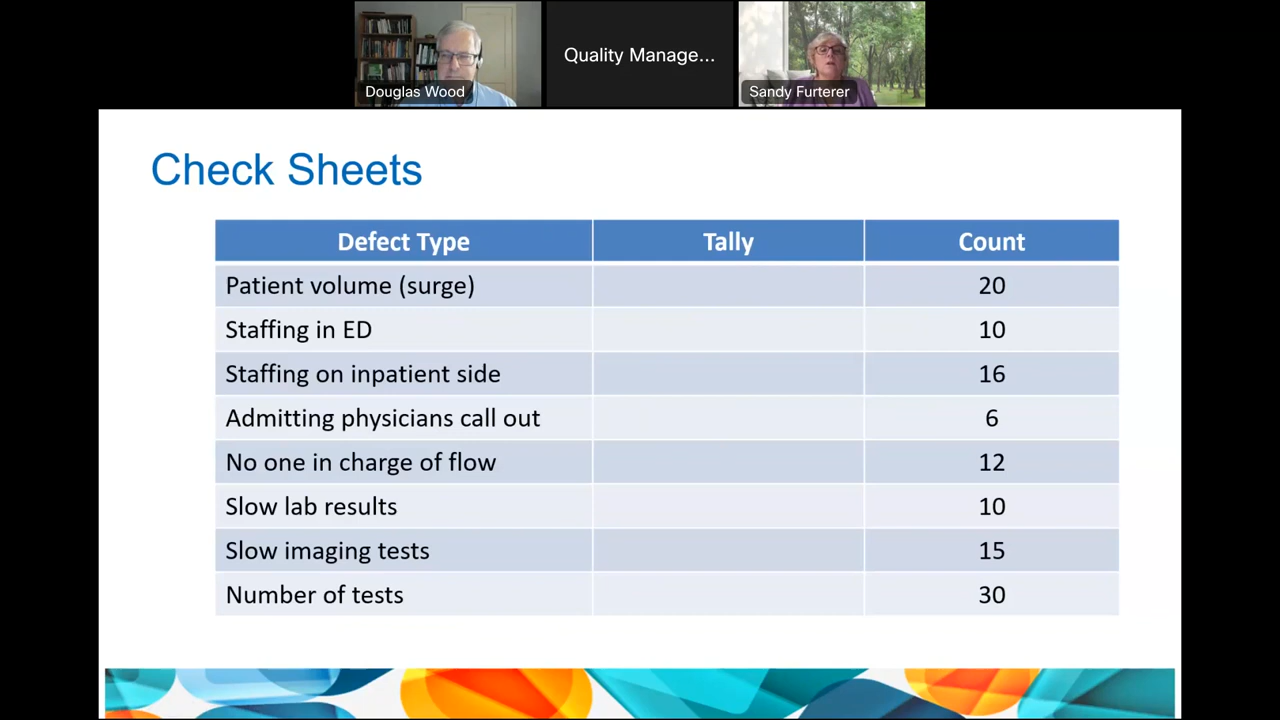 Douglas Wood
Quality Manage...
Sandy Furterer
Check Sheets
Defect Type Tally Count
Patient volume (surge) 20
Staffing in ED 10
Staffing on inpatient side 16
Admitting physicians call out 6
No one in charge of flow 12
Slow lab results 10
Slow imaging tests 15
Number of tests 30